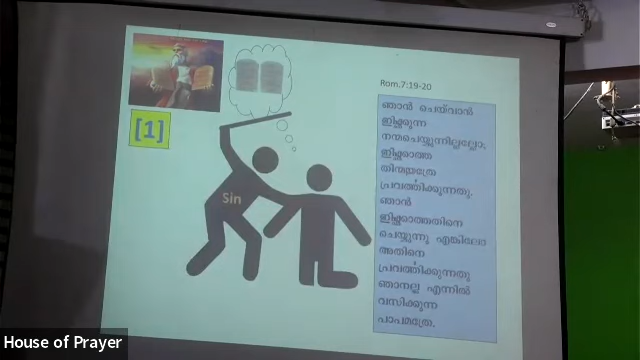 Rom.7:19-20
[1]
Sin
ഞാൻ ചെയ്‌വാൻ
ഇച്ഛിക്കുന്ന
നന്മചെയ്യുന്നില്ലല്ലോ;
ഇച്ഛിക്കാത്ത
തിന്മയത്രേ
പ്രവർത്തിക്കുന്നതു.
ഞാൻ
ഇച്ഛിക്കാത്തതിനെ
ചെയ്യുന്നു എങ്കിലോ
അതിനെ
പ്രവർത്തിക്കുന്നതു
ഞാനല്ല എന്നിൽ
വസിക്കുന്ന
പാപമത്രേ.
House of Prayer